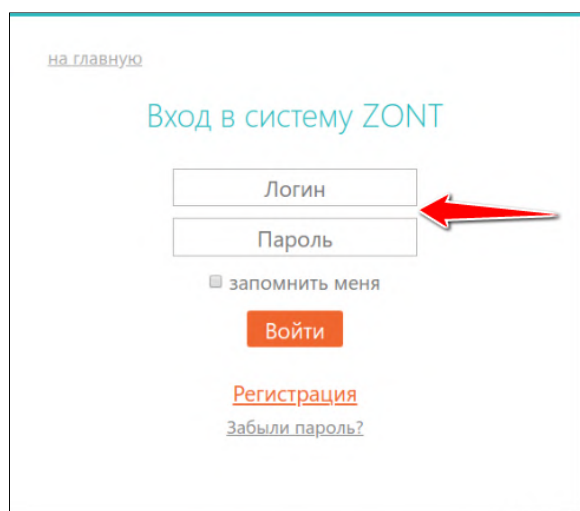 на главную
Вход в систему ZONT
Логин
Пароль
запомнить меня
Войти
Регистрация
Забыли пароль?